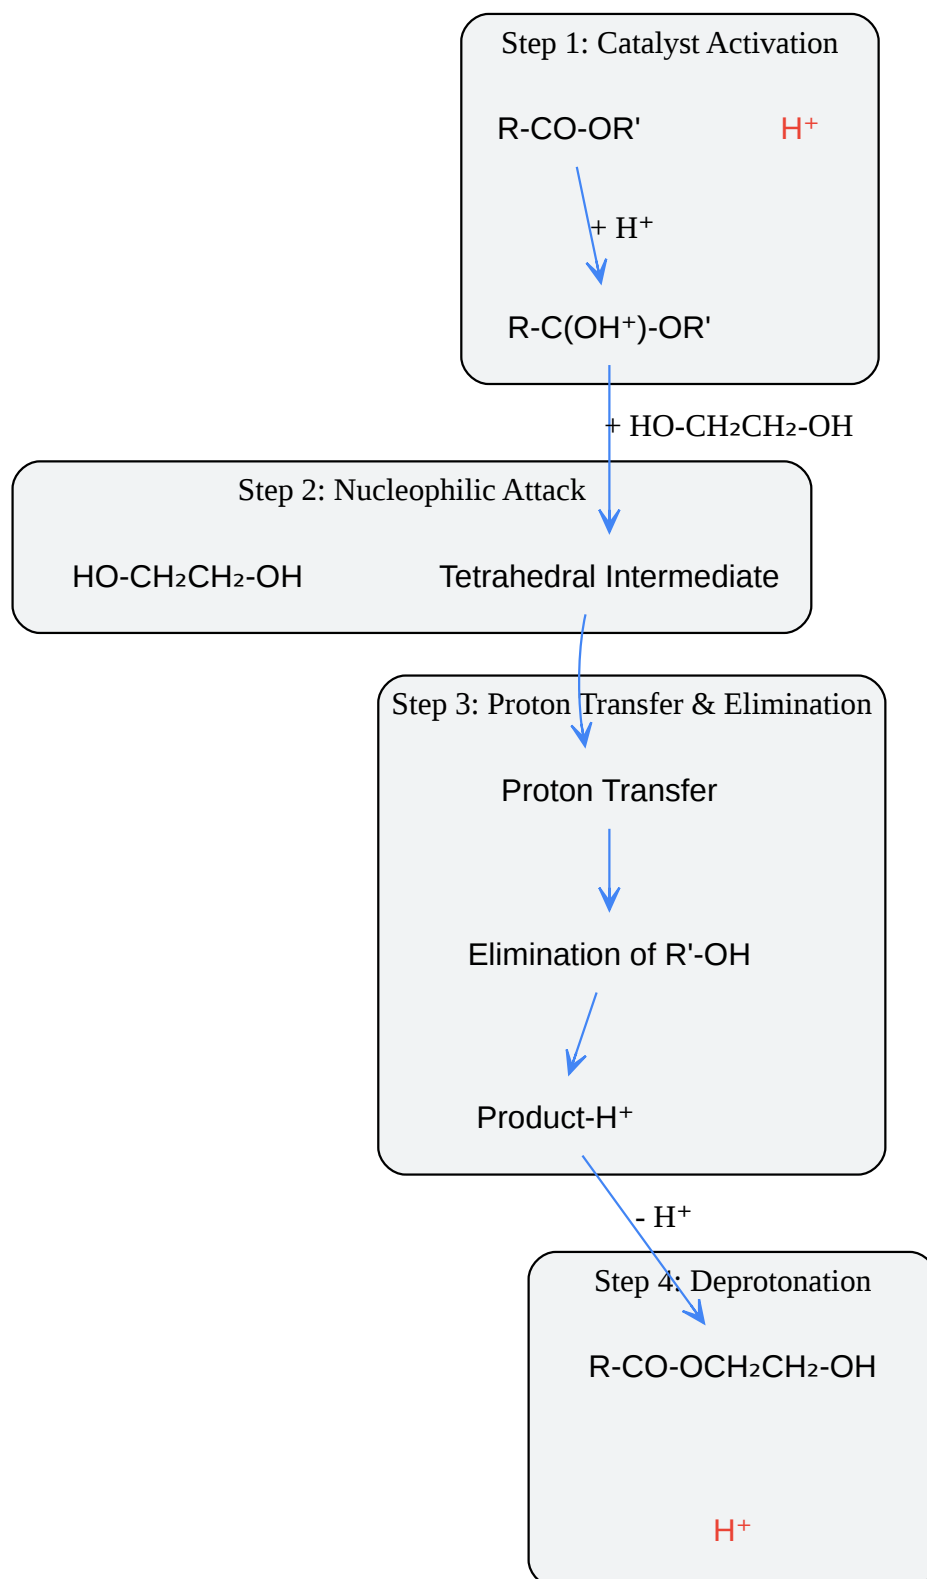 Step 1: Catalyst Activation
R-CO-OR'
H⁺
+ H⁺
R-C(OH⁺)-OR'
+ HO-CH₂CH₂-OH
Step 2: Nucleophilic Attack
HO-CH₂CH₂-OH
Tetrahedral Intermediate
Step 3: Proton Transfer & Elimination
Proton Transfer
Elimination of R'-OH
Product-H⁺
- H⁺
Step 4: Deprotonation
R-CO-OCH₂CH₂-OH
H⁺